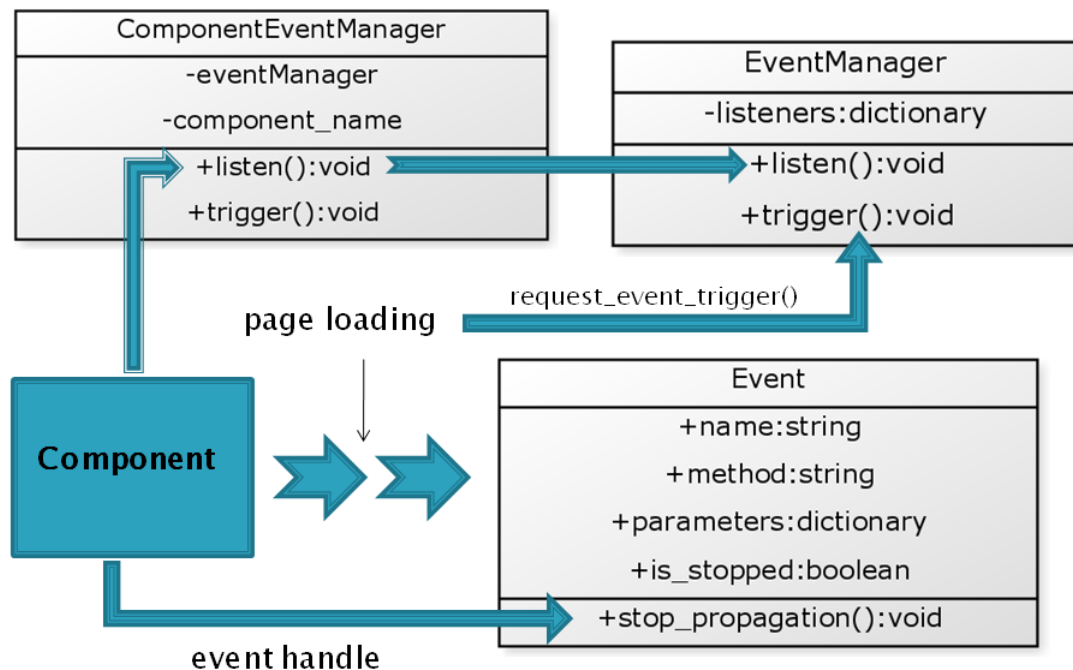 ComponentEventManager
-eventManager
-component_name
+listen():void
+trigger():void
EventManager
-listeners:dictionary
+listen():void
+trigger():void
request_event_trigger()
page loading
Component
Event
+name:string
+method:string
+parameters:dictionary
+is_stopped:boolean
+stop_propagation():void
event handle